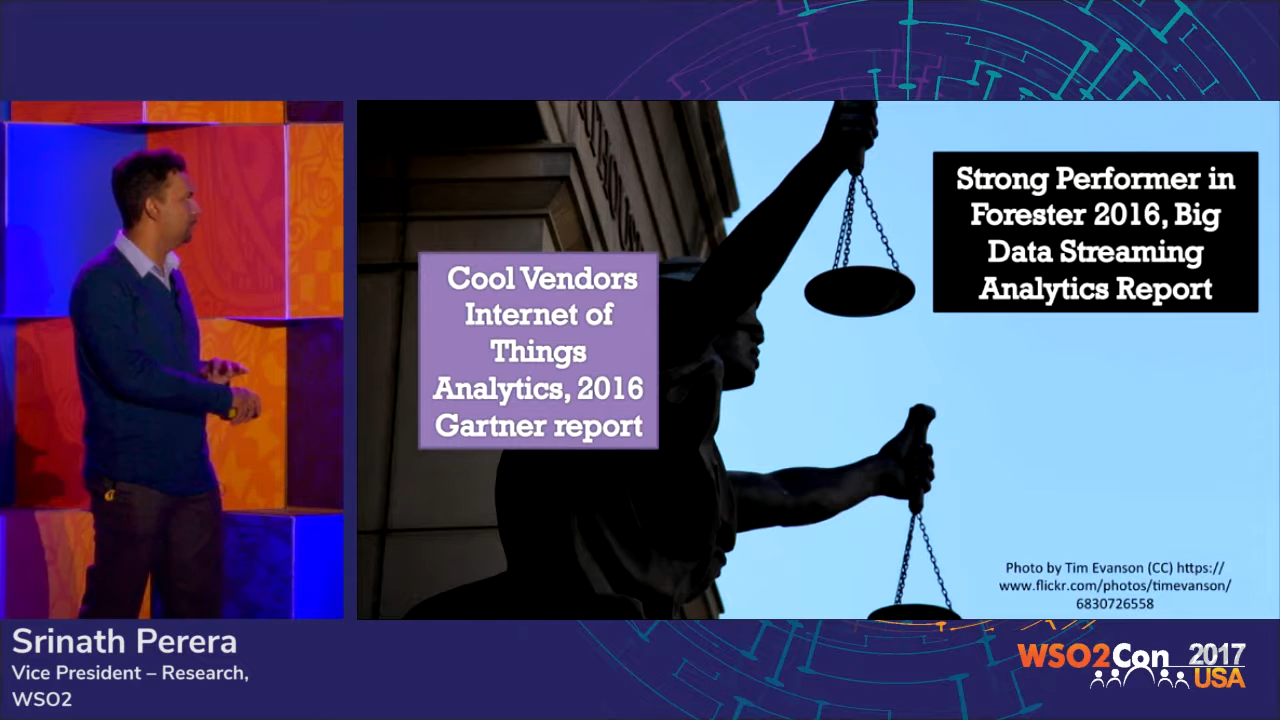 Cool Vendors
Internet of
Things
Analytics, 2016
Gartner report
Strong Performer in
Forester 2016, Big
Data Streaming
Analytics Report
Photo by Tim Evanson (CC) https://
www.flickr.com/photos/timevanson/
6830726558
Srinath Perera
Vice President – Research,
WSO2
WSO2Con 2017
USA